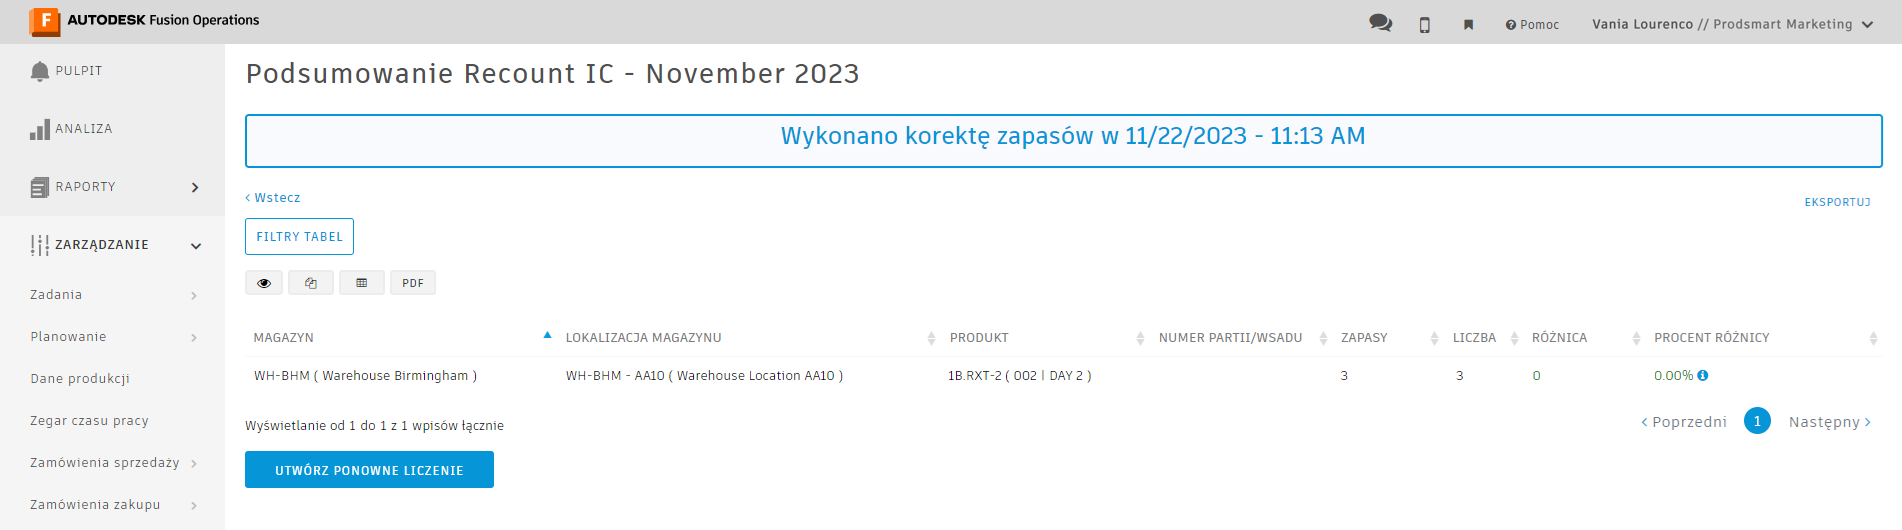 F AUTODESK Fusion Operations
Pomoc
Vania Lourenco // Prodsmart Marketing
PULPIT
ANALIZA
RAPORTY
ZARZĄDZANIE
Zadania
Planowanie
Dane produkcji
Zegar czasu pracy
Zamówienia sprzedaży
Zamówienia zakupu
Podsumowanie Recount IC - November 2023
Wykonano korektę zapasów w 11/22/2023 - 11:13 AM
‹ Wstecz
EKSPORTUJ
FILTRY TABEL
PDF
MAGAZYN LOKALIZACJA MAGAZYNU PRODUKT NUMER PARTII/WSADU ZAPASY LICZBA RÓŻNICA PROCENT RÓŻNICY
WH-BHM ( Warehouse Birmingham ) WH-BHM - AA10 ( Warehouse Location AA10 ) 1B.RXT-2 ( 002 | DAY 2 ) 3 3 0 0.00%
Wyświetlanie od 1 do 1 z 1 wpisów łącznie
‹ Poprzedni 1 Następny ›
UTWÓRZ PONOWNE LICZENIE